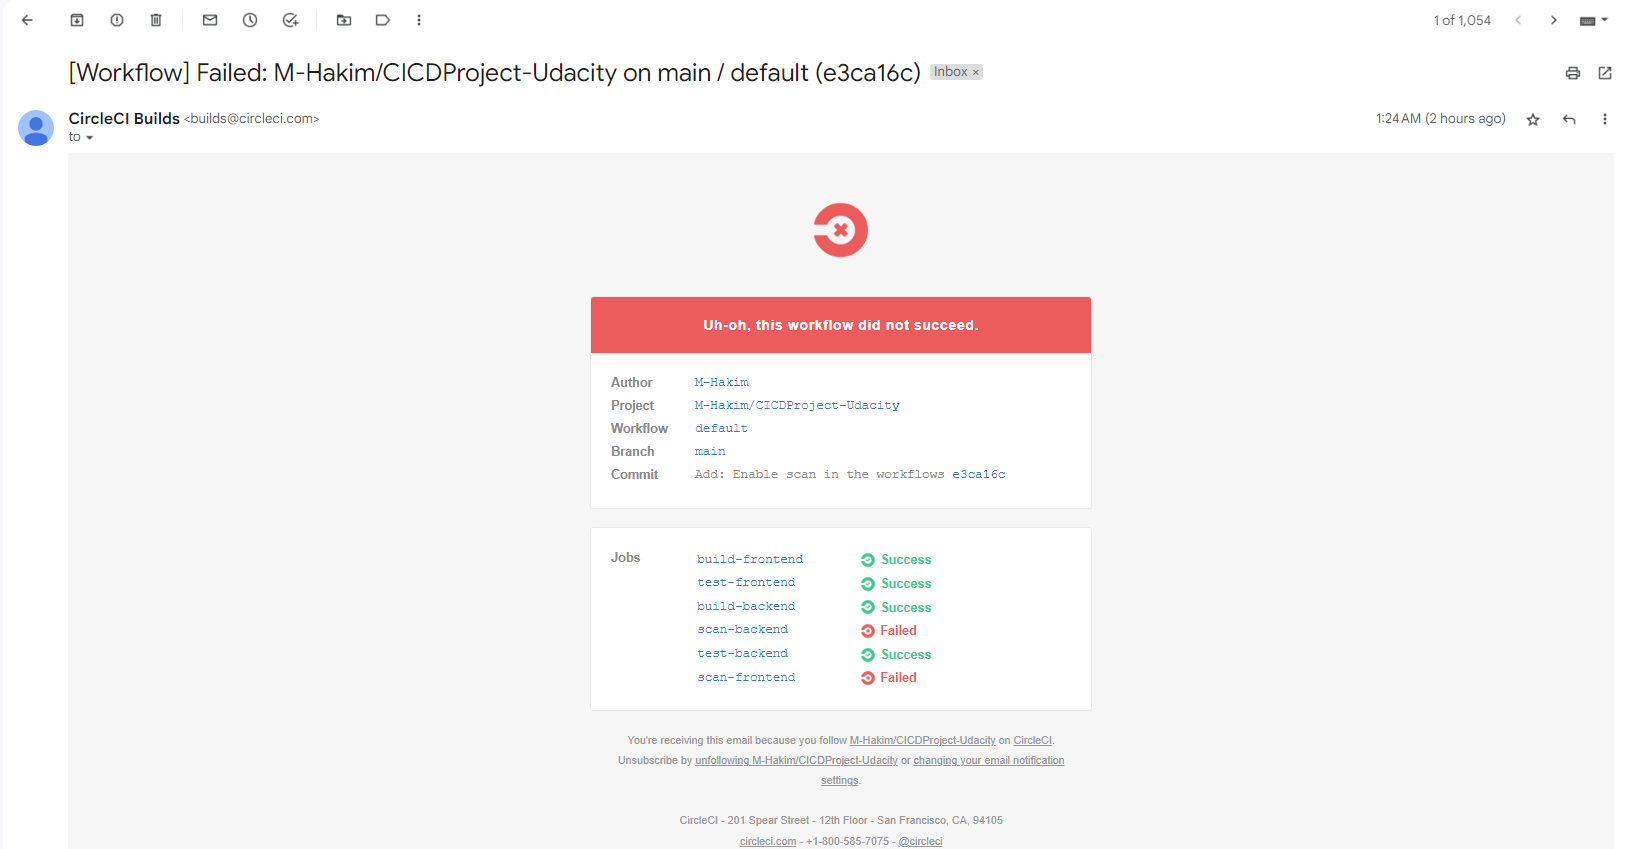 1 of 1,054
[Workflow] Failed: M-Hakim/CICDProject-Udacity on main / default (e3ca16c) Inbox ×
CircleCI Builds <builds@circleci.com> 1:24 AM (2 hours ago)
to
Uh-oh, this workflow did not succeed.
Author M-Hakim
Project M-Hakim/CICDProject-Udacity
Workflow default
Branch main
Commit Add: Enable scan in the workflows e3ca16c
Jobs build-frontend Success
test-frontend Success
build-backend Success
scan-backend Failed
test-backend Success
scan-frontend Failed
You're receiving this email because you follow M-Hakim/CICDProject-Udacity on CircleCI.
Unsubscribe by unfollowing M-Hakim/CICDProject-Udacity or changing your email notification
settings.
CircleCI - 201 Spear Street - 12th Floor - San Francisco, CA, 94105
circleci.com - +1-800-585-7075 - @circleci